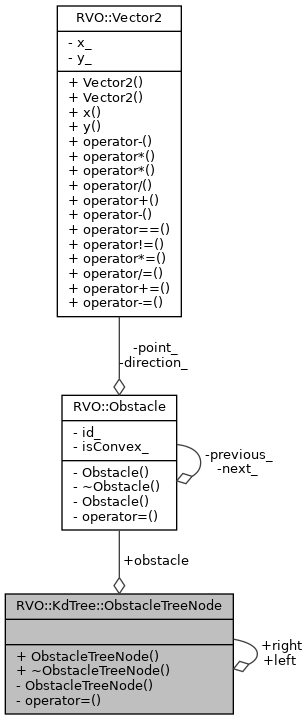 RVO::Vector2
- x_
- y_
+ Vector2()
+ Vector2()
+ x()
+ y()
+ operator-()
+ operator*()
+ operator*()
+ operator/()
+ operator+()
+ operator-()
+ operator==()
+ operator!=()
+ operator*=()
+ operator/=()
+ operator+=()
+ operator-=()
-point_
-direction_
RVO::Obstacle
- id_
- isConvex_
- Obstacle()
- ~Obstacle()
- Obstacle()
- operator=()
-previous_
-next_
+obstacle
RVO::KdTree::ObstacleTreeNode
+ ObstacleTreeNode()
+ ~ObstacleTreeNode()
- ObstacleTreeNode()
- operator=()
+right
+left